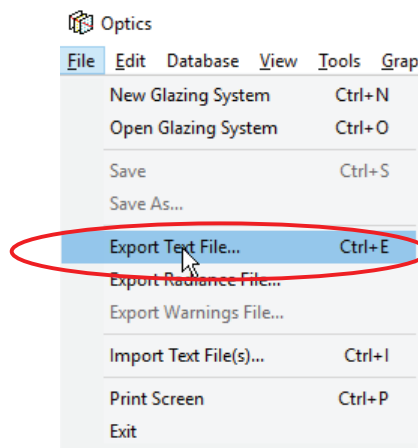 Optics
File Edit Database View Tools Grap
New Glazing System Ctrl+N
Open Glazing System Ctrl+O
Save Ctrl+S
Save As...
Export Text File... Ctrl+E
Export Radiance File...
Export Warnings File...
Import Text File(s)... Ctrl+I
Print Screen Ctrl+P
Exit